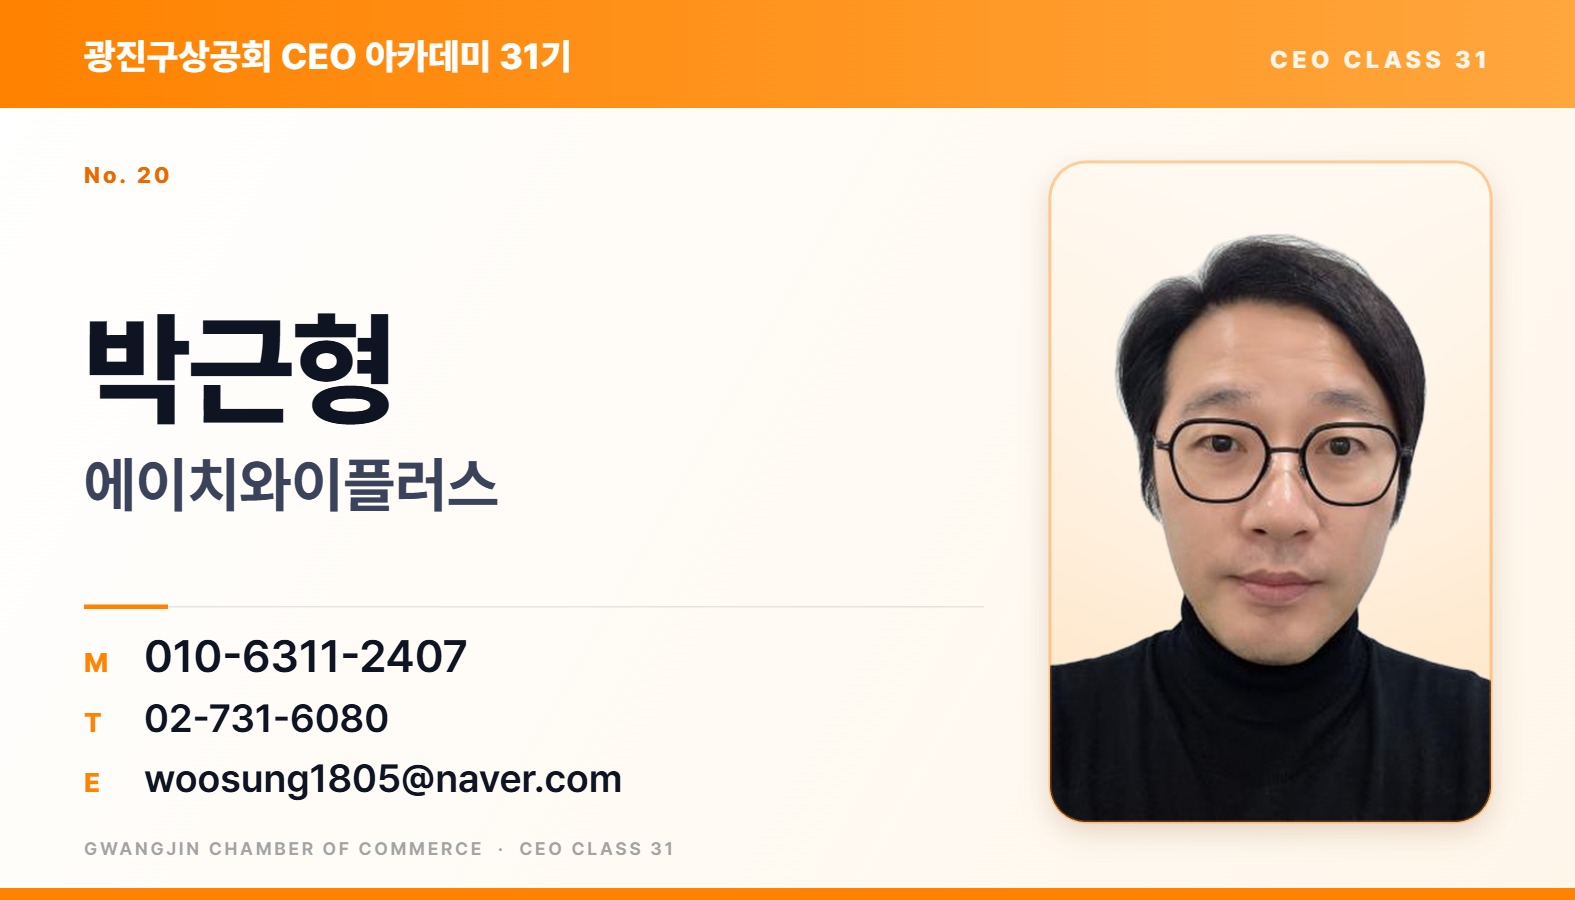 광진구상공회 CEO 아카데미 31기
CEO CLASS 31
No. 20
박근형
에이치와이플러스
M 010-6311-2407
T 02-731-6080
E woosung1805@naver.com
GWANGJIN CHAMBER OF COMMERCE · CEO CLASS 31